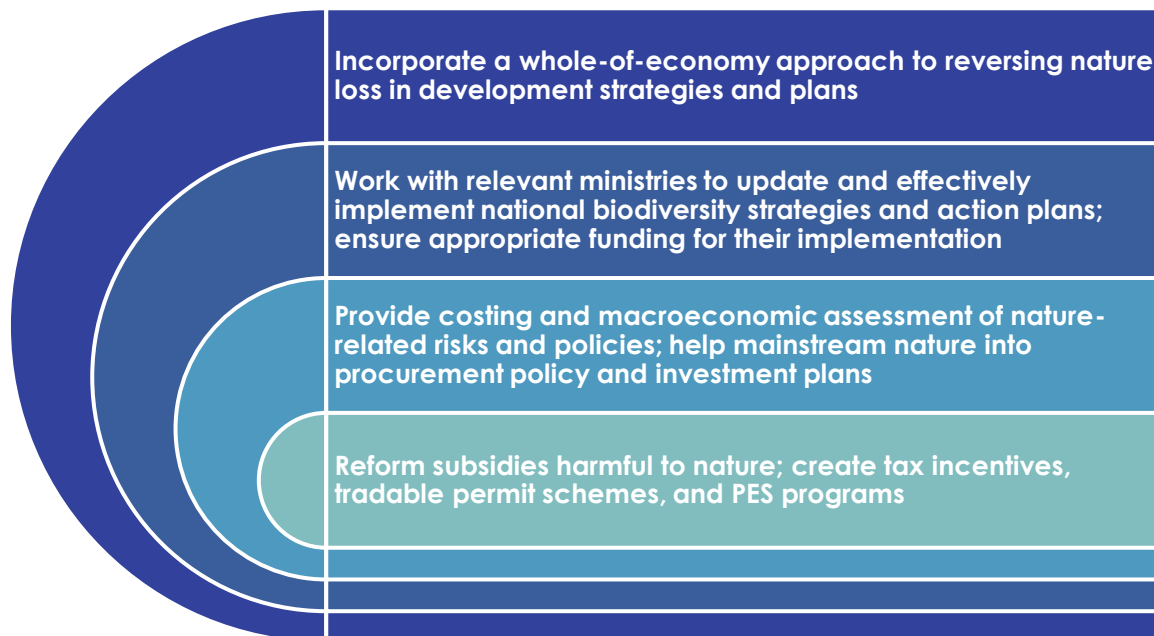 Incorporate a whole-of-economy approach to reversing nature
loss in development strategies and plans
Work with relevant ministries to update and effectively
implement national biodiversity strategies and action plans;
ensure appropriate funding for their implementation
Provide costing and macroeconomic assessment of nature-
related risks and policies; help mainstream nature into
procurement policy and investment plans
Reform subsidies harmful to nature; create tax incentives,
tradable permit schemes, and PES programs